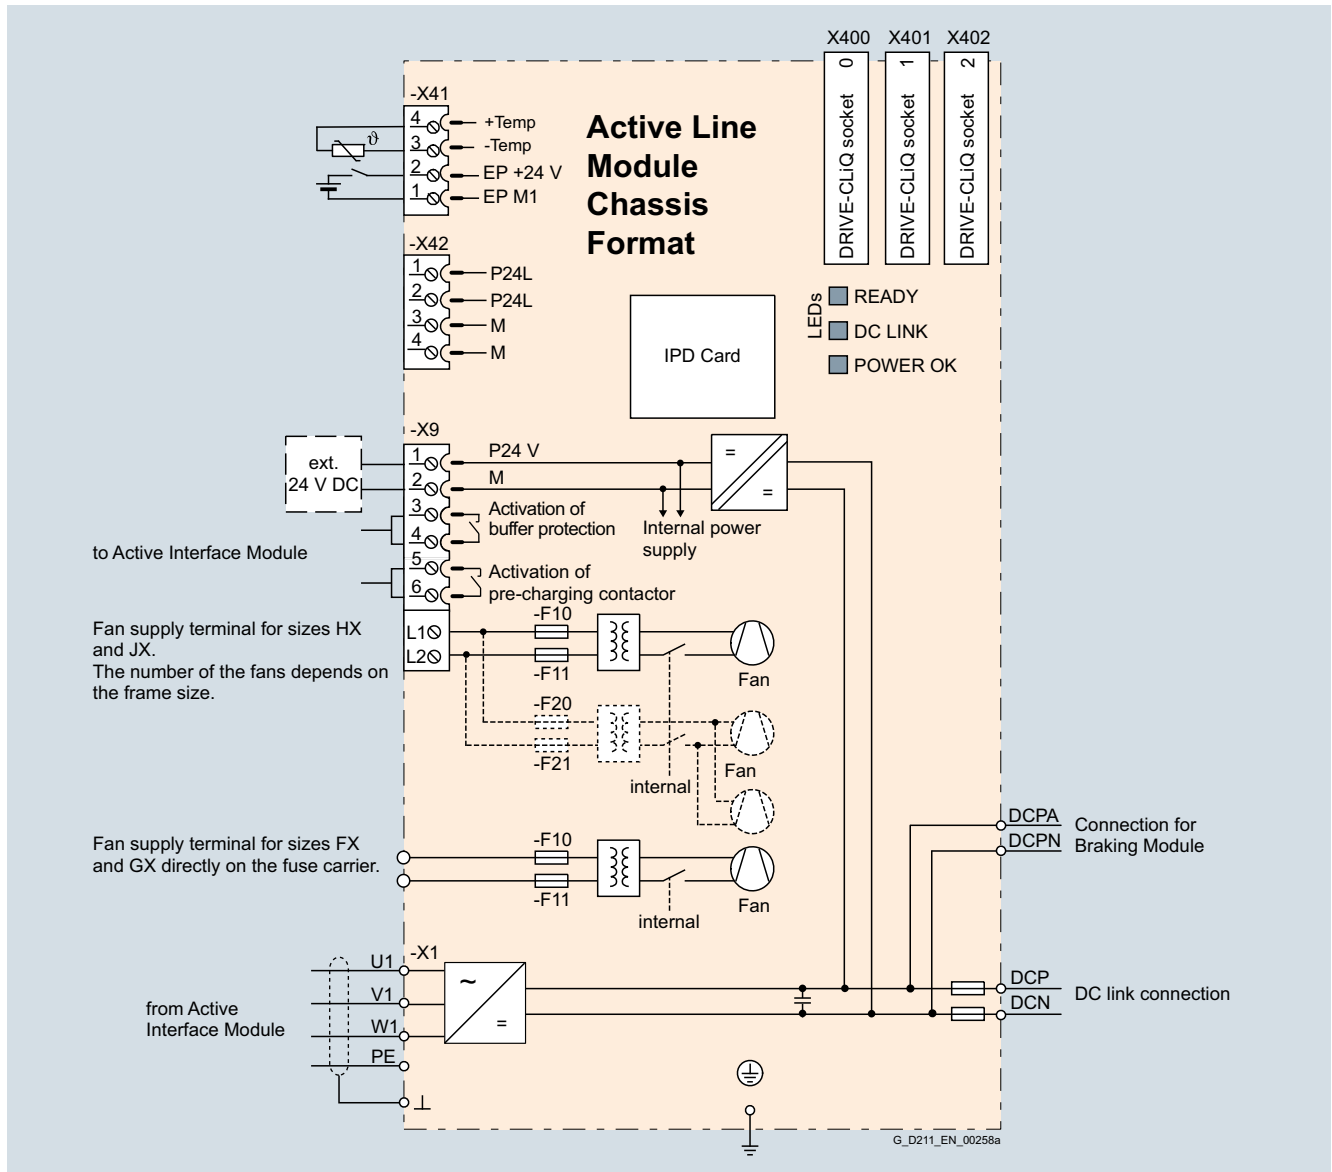 X400 X401 X402
0 1 2
DRIVE-CLiQ socket DRIVE-CLiQ socket DRIVE-CLiQ socket
Active Line
Module
Chassis
Format
-X41
4 +Temp
ϑ
3 -Temp
2 EP +24 V
1 EP M1
-X42
1 P24L
2 P24L
3 M
4 M
LEDs
READY
DC LINK
POWER OK
IPD Card
-X9
ext.
24 V DC
1 P24 V
2 M
= =
Internal power
supply
3 Activation of
4 buffer protection
to Active Interface Module
5 Activation of
6 pre-charging contactor
Fan supply terminal for sizes HX
and JX.
The number of the fans depends on
the frame size.
L1 -F10
L2 -F11
Fan
-F20
-F21
Fan
internal
Fan supply terminal for sizes FX
and GX directly on the fuse carrier.
-F10
-F11
Fan
internal
DCPA
DCPN
Connection for
Braking Module
-X1
U1
V1
W1
PE
from Active
Interface Module
~
=
DCP
DCN
DC link connection
G_D211_EN_00258a